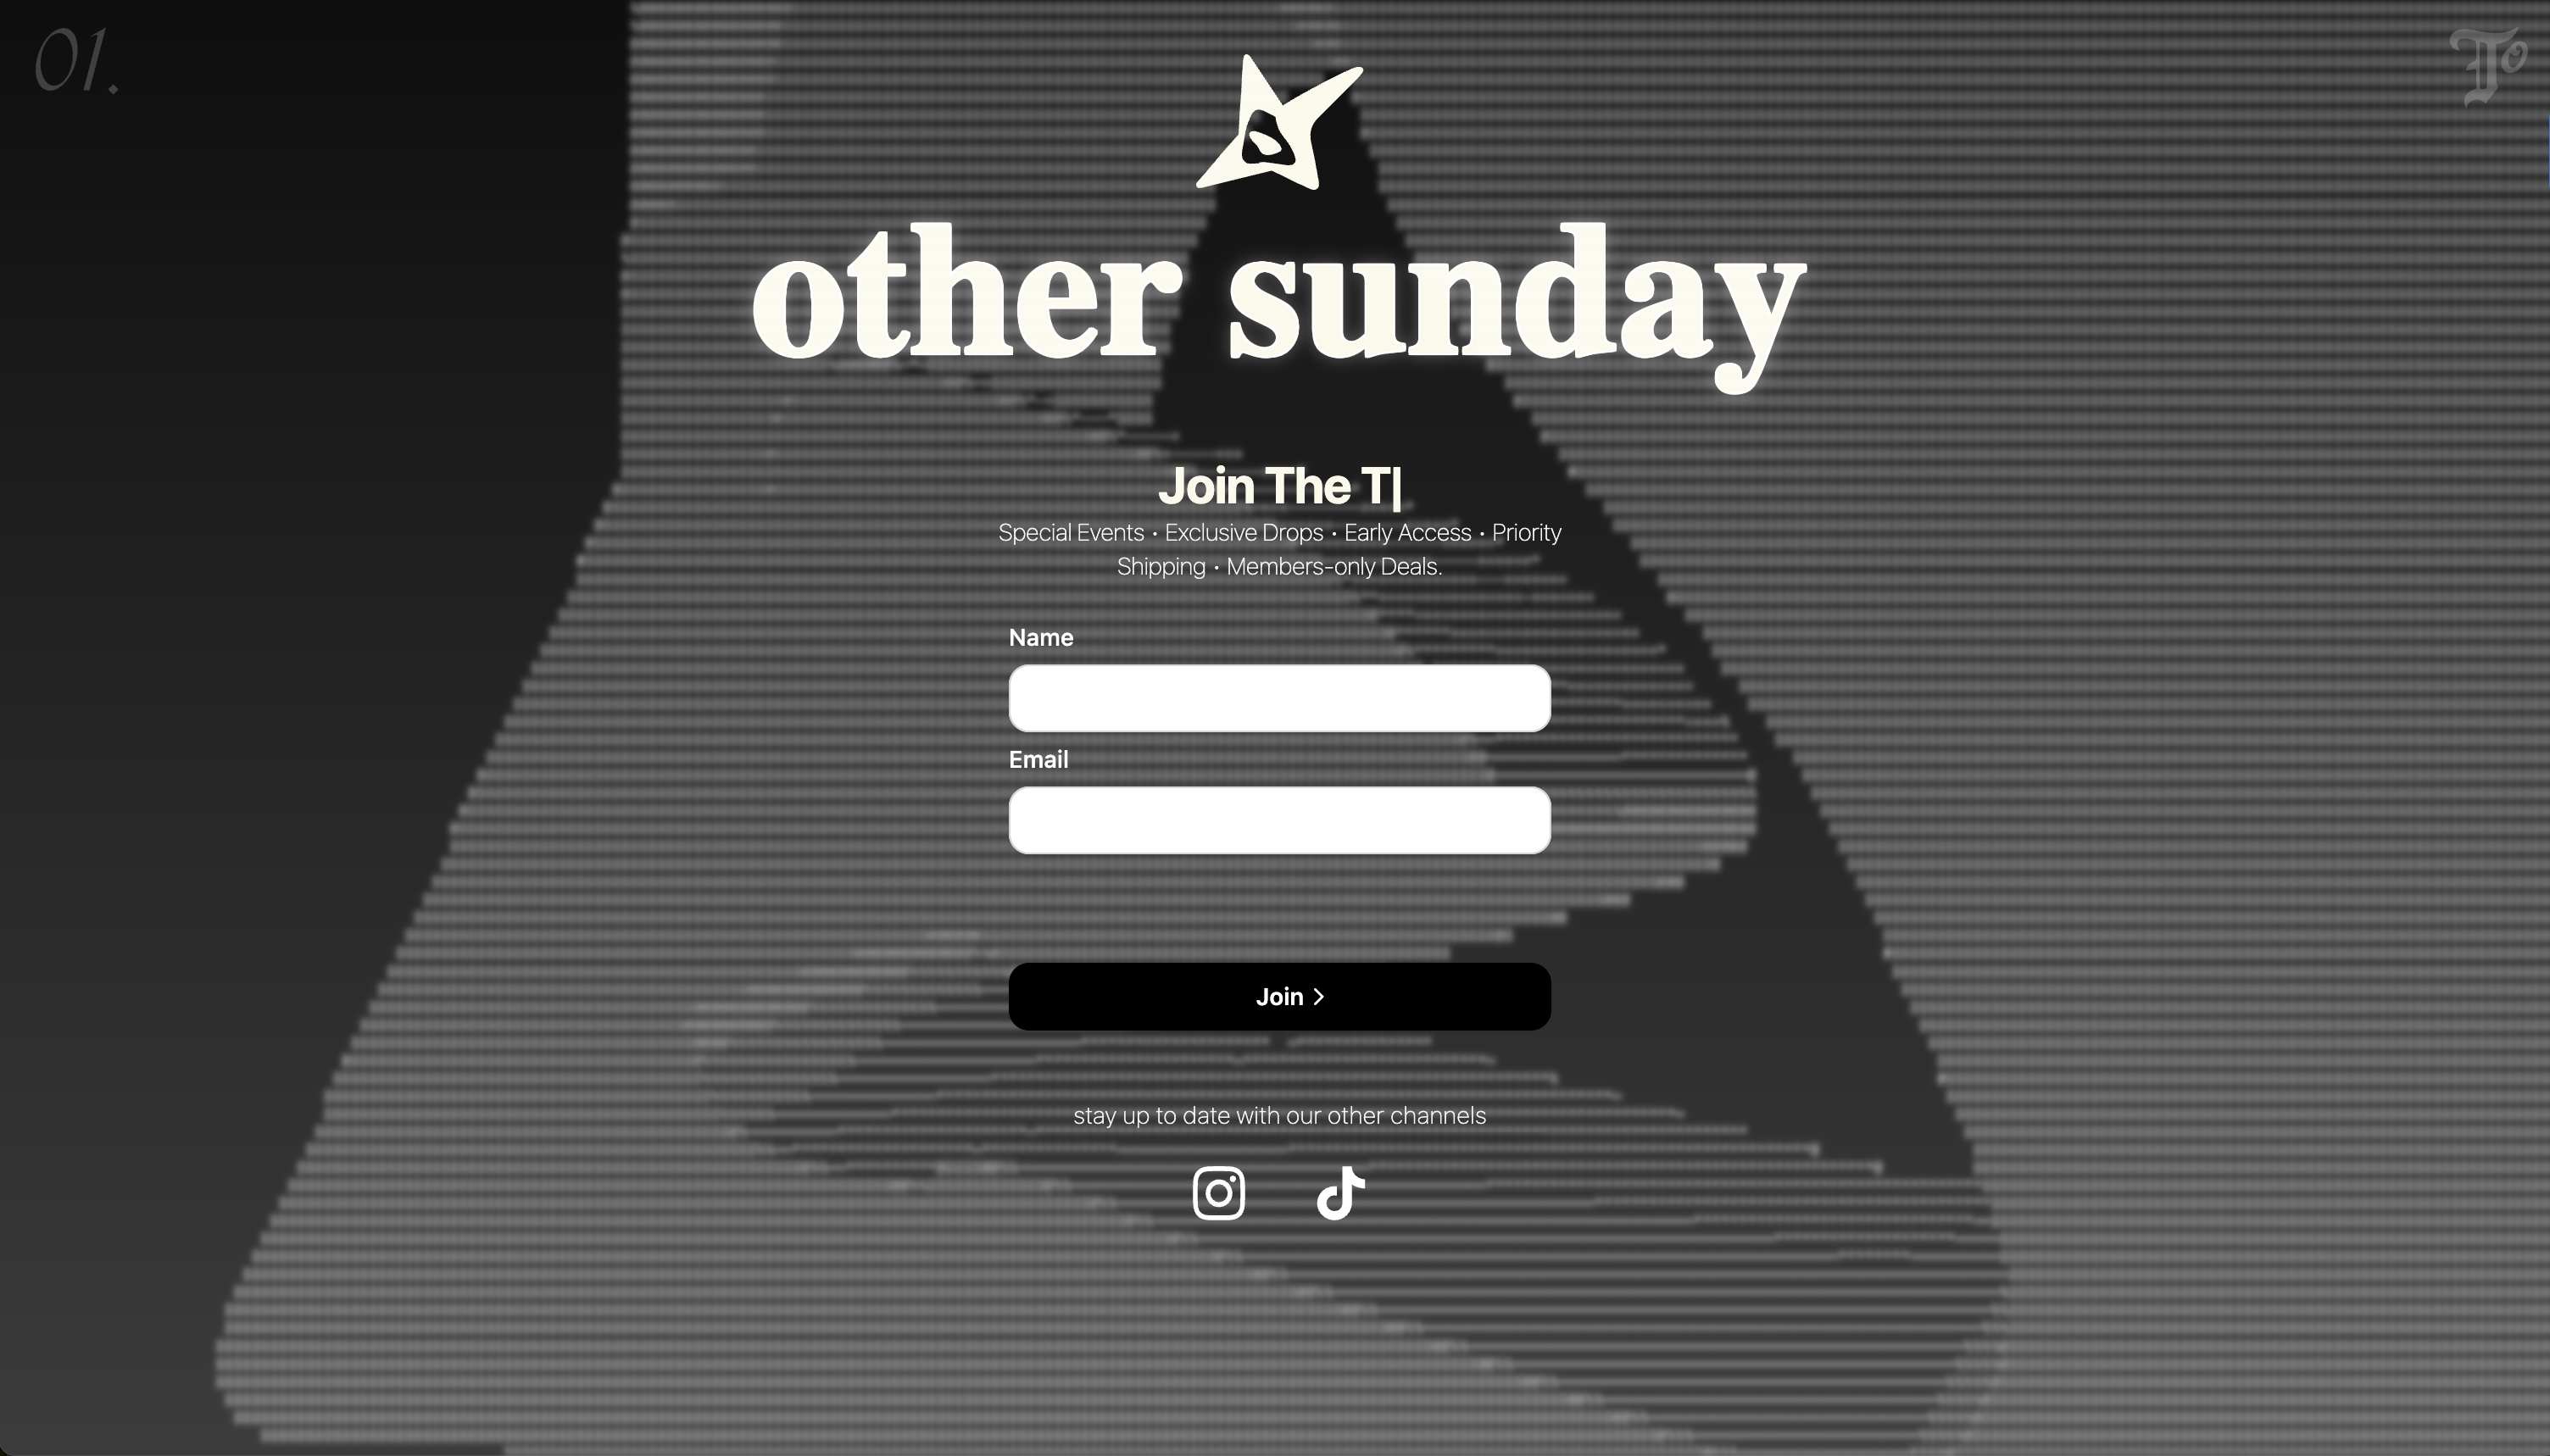 01.
To
other sunday
Join The T|
Special Events • Exclusive Drops • Early Access • Priority
Shipping • Members-only Deals.
Name
Email
Join >
stay up to date with our other channels